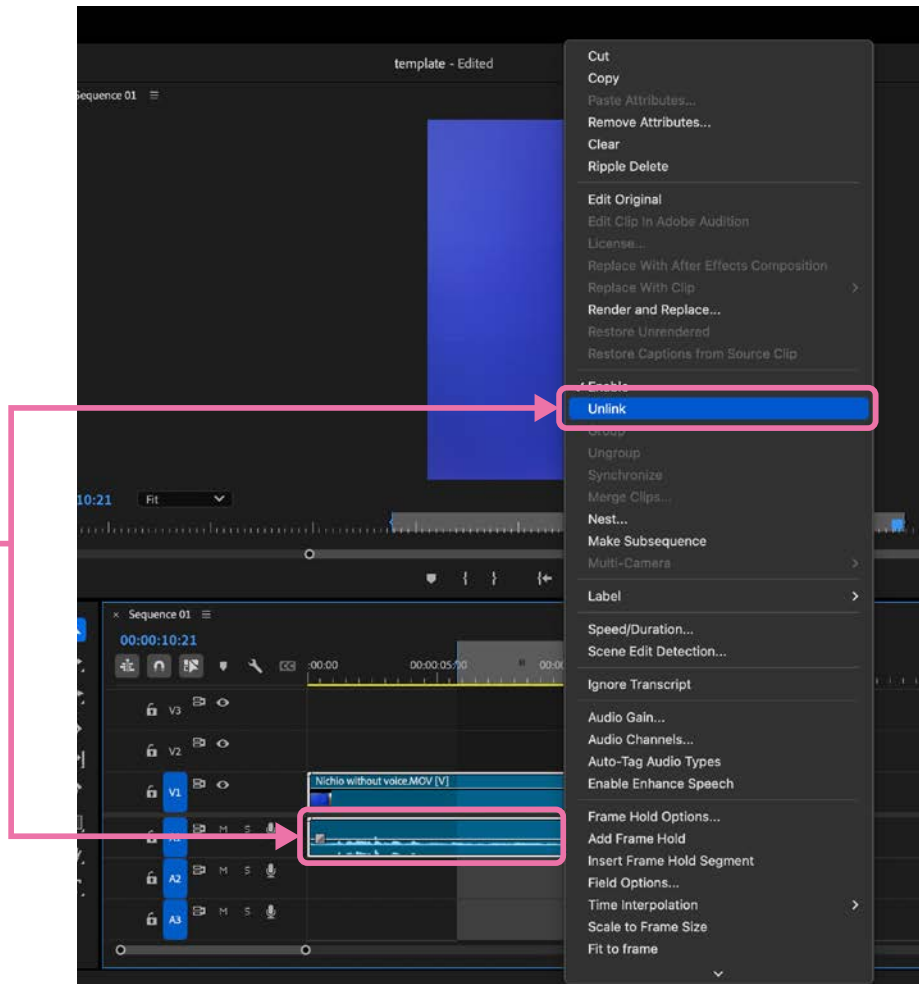 template - Edited
Sequence 01
Cut
Copy
Paste Attributes...
Remove Attributes...
Clear
Ripple Delete
Edit Original
Edit Clip In Adobe Audition
License...
Replace With After Effects Composition
Replace With Clip
Render and Replace...
Restore Unrendered
Restore Captions from Source Clip
Enable
Unlink
Group
Ungroup
Synchronize
Merge Clips...
Nest...
Make Subsequence
Multi-Camera
Label
Speed/Duration...
Scene Edit Detection...
Ignore Transcript
Audio Gain...
Audio Channels...
Auto-Tag Audio Types
Enable Enhance Speech
Frame Hold Options...
Add Frame Hold
Insert Frame Hold Segment
Field Options...
Time Interpolation
Scale to Frame Size
Fit to frame
10:21 Fit
× Sequence 01
00:00:10:21
:00:00 00:00:05:00 00:00
V3
V2
V1 Nichio without voice.MOV [V]
M S
A2 M S
A3 M S